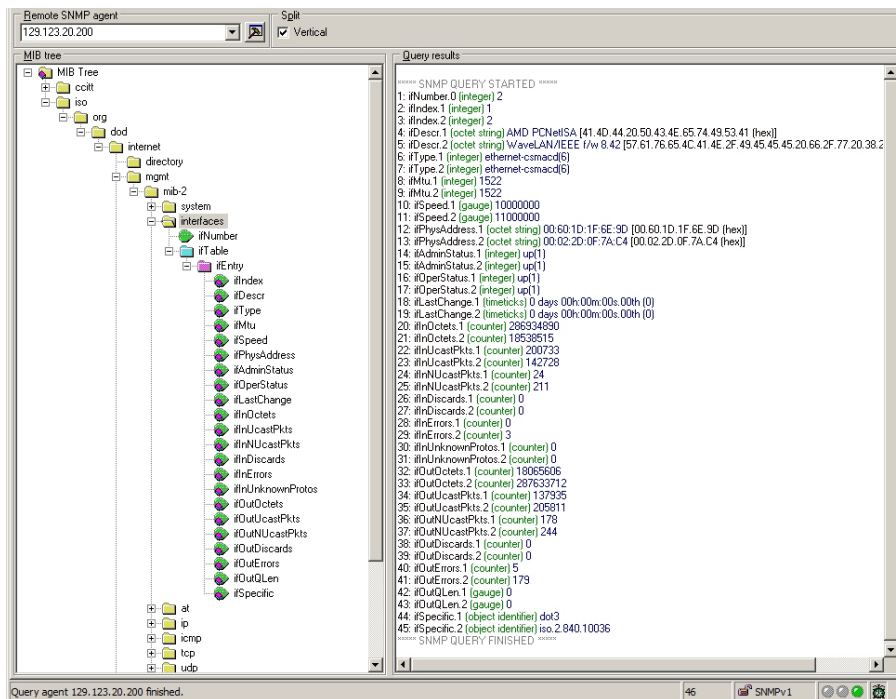 Remote SNMP agent
129.123.20.200
Split
Vertical
MIB tree
MIB Tree
ccitt
iso
org
dod
internet
directory
mgmt
mib-2
system
interfaces
ifNumber
ifTable
ifEntry
ifIndex
ifDescr
ifType
ifMtu
ifSpeed
ifPhysAddress
ifAdminStatus
ifOperStatus
ifLastChange
ifInOctets
ifInUcastPkts
ifInNUcastPkts
ifInDiscards
ifInErrors
ifInUnknownProtos
ifOutOctets
ifOutUcastPkts
ifOutNUcastPkts
ifOutDiscards
ifOutErrors
ifOutQLen
ifSpecific
at
ip
icmp
tcp
udp
Query results
***** SNMP QUERY STARTED *****
1: ifNumber.0 (integer) 2
2: ifIndex.1 (integer) 1
3: ifIndex.2 (integer) 2
4: ifDescr.1 (octet string) AMD PCNetISA [41.4D.44.20.50.43.4E.65.74.49.53.41 (hex)]
5: ifDescr.2 (octet string) WaveLAN/IEEE f/w 8.42 [57.61.76.65.4C.41.4E.2F.49.45.45.45.20.66.2F.77.20.38.2
6: ifType.1 (integer) ethernet-csmacd(6)
7: ifType.2 (integer) ethernet-csmacd(6)
8: ifMtu.1 (integer) 1522
9: ifMtu.2 (integer) 1522
10: ifSpeed.1 (gauge) 10000000
11: ifSpeed.2 (gauge) 11000000
12: ifPhysAddress.1 (octet string) 00:60:1D:1F:6E:9D [00.60.1D.1F.6E.9D (hex)]
13: ifPhysAddress.2 (octet string) 00:02:2D:0F:7A:C4 [00.02.2D.0F.7A.C4 (hex)]
14: ifAdminStatus.1 (integer) up(1)
15: ifAdminStatus.2 (integer) up(1)
16: ifOperStatus.1 (integer) up(1)
17: ifOperStatus.2 (integer) up(1)
18: ifLastChange.1 (timeticks) 0 days 00h:00m:00s.00th (0)
19: ifLastChange.2 (timeticks) 0 days 00h:00m:00s.00th (0)
20: ifInOctets.1 (counter) 286934890
21: ifInOctets.2 (counter) 18538515
22: ifInUcastPkts.1 (counter) 200733
23: ifInUcastPkts.2 (counter) 142728
24: ifInNUcastPkts.1 (counter) 24
25: ifInNUcastPkts.2 (counter) 211
26: ifInDiscards.1 (counter) 0
27: ifInDiscards.2 (counter) 0
28: ifInErrors.1 (counter) 0
29: ifInErrors.2 (counter) 3
30: ifInUnknownProtos.1 (counter) 0
31: ifInUnknownProtos.2 (counter) 0
32: ifOutOctets.1 (counter) 18065606
33: ifOutOctets.2 (counter) 287633712
34: ifOutUcastPkts.1 (counter) 137935
35: ifOutUcastPkts.2 (counter) 205811
36: ifOutNUcastPkts.1 (counter) 178
37: ifOutNUcastPkts.2 (counter) 244
38: ifOutDiscards.1 (counter) 0
39: ifOutDiscards.2 (counter) 0
40: ifOutErrors.1 (counter) 5
41: ifOutErrors.2 (counter) 179
42: ifOutQLen.1 (gauge) 0
43: ifOutQLen.2 (gauge) 0
44: ifSpecific.1 (object identifier) dot3
45: ifSpecific.2 (object identifier) iso.2.840.10036
***** SNMP QUERY FINISHED *****
Query agent 129.123.20.200 finished.
46
SNMPv1